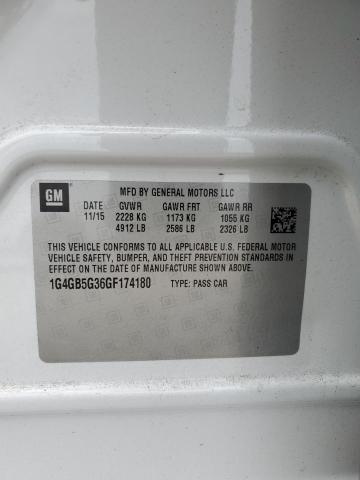 GM
MFD BY GENERAL MOTORS LLC
DATE GVWR GAWR FRT GAWR RR
11/15 2228 KG 1173 KG 1055 KG
4912 LB 2586 LB 2326 LB
THIS VEHICLE CONFORMS TO ALL APPLICABLE U.S. FEDERAL MOTOR
VEHICLE SAFETY, BUMPER, AND THEFT PREVENTION STANDARDS
IN EFFECT ON THE DATE OF MANUFACTURE SHOWN ABOVE.
1G4GB5G36GF174180 TYPE: PASS CAR